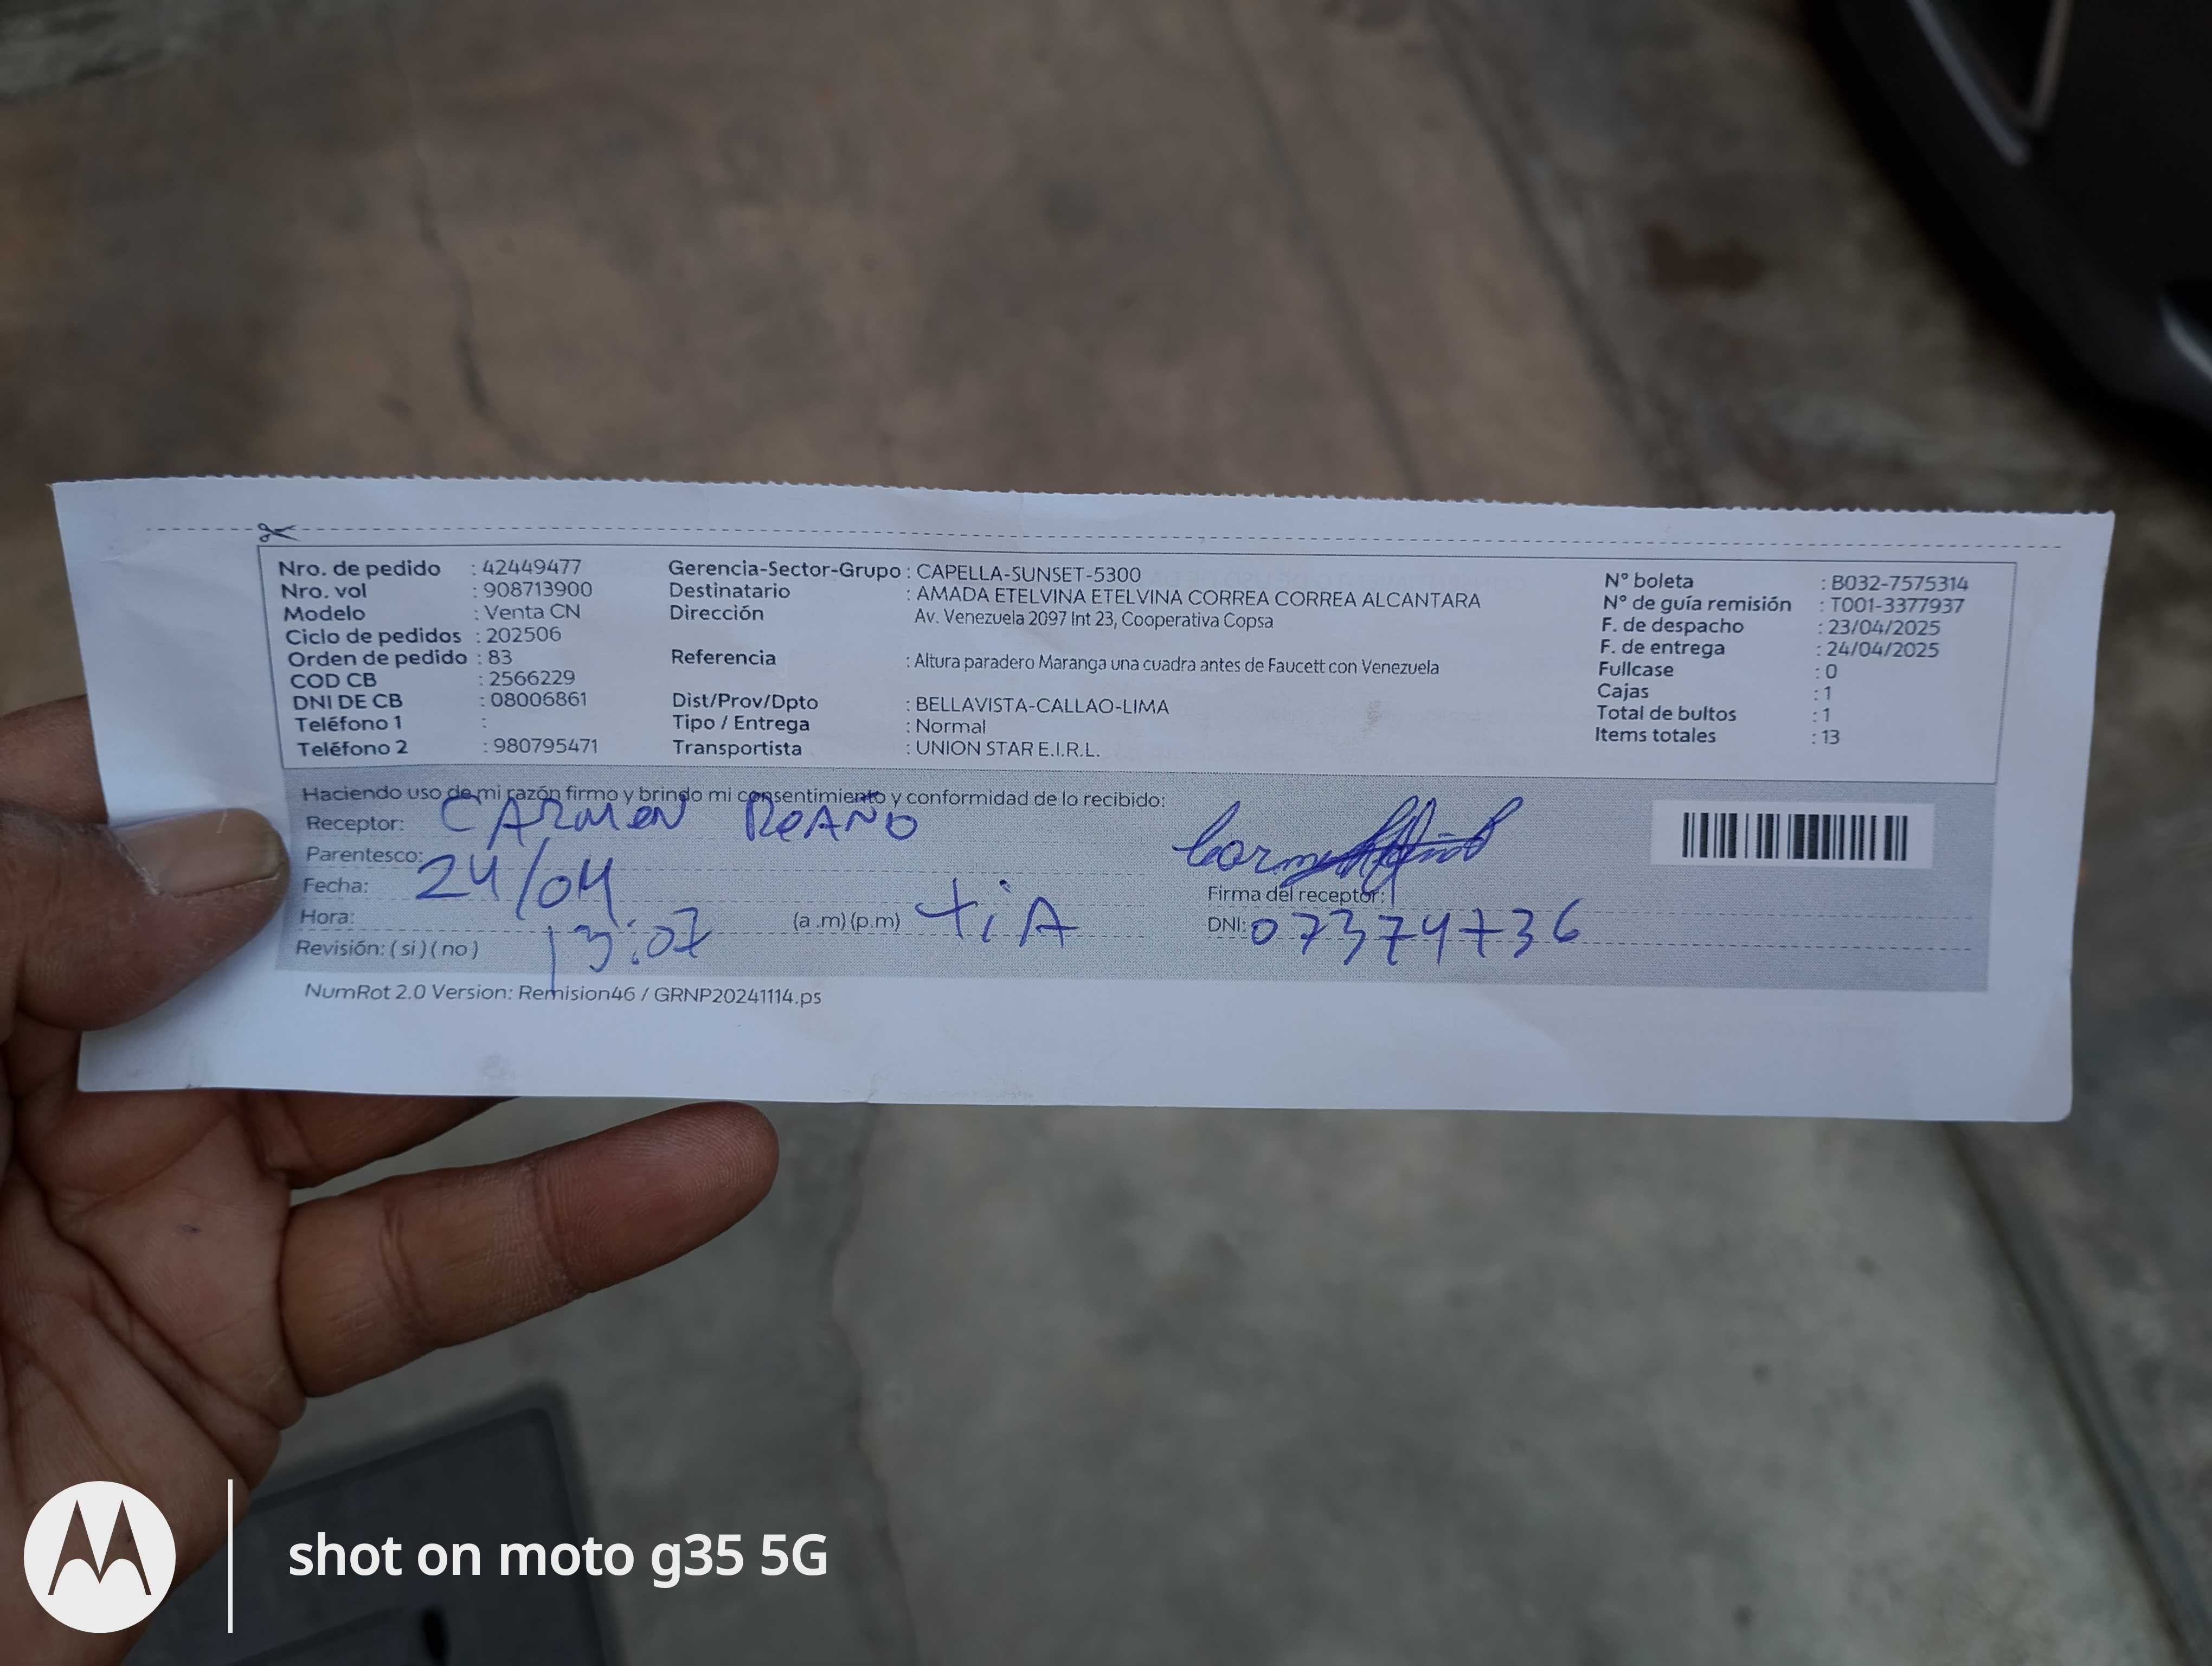 Nro. de pedido : 42449477 Gerencia-Sector-Grupo : CAPELLA-SUNSET-5300 N° boleta : B032-7575314
Nro. vol : 908713900 Destinatario : AMADA ETELVINA ETELVINA CORREA CORREA ALCANTARA N° de guía remisión : T001-3377937
Modelo : Venta CN Dirección Av. Venezuela 2097 Int 23, Cooperativa Copsa F. de despacho : 23/04/2025
Ciclo de pedidos : 202506 F. de entrega : 24/04/2025
Orden de pedido : 83 Referencia : Altura paradero Maranga una cuadra antes de Faucett con Venezuela Fullcase : 0
COD CB : 2566229 Cajas : 1
DNI DE CB : 08006861 Dist/Prov/Dpto : BELLAVISTA-CALLAO-LIMA Total de bultos : 1
Teléfono 1 : Tipo / Entrega : Normal Items totales : 13
Teléfono 2 : 980795471 Transportista : UNION STAR E.I.R.L.
Haciendo uso de mi razón firmo y brindo mi consentimiento y conformidad de lo recibido:
Receptor: CARMEN REAÑO
Parentesco:
Fecha: 24/04 Firma del receptor:
Hora: 13:07 (a .m) (p.m) tiA DNI: 07374736
Revisión: ( si ) ( no )
NumRot 2.0 Version: Remision46 / GRNP20241114.ps
shot on moto g35 5G